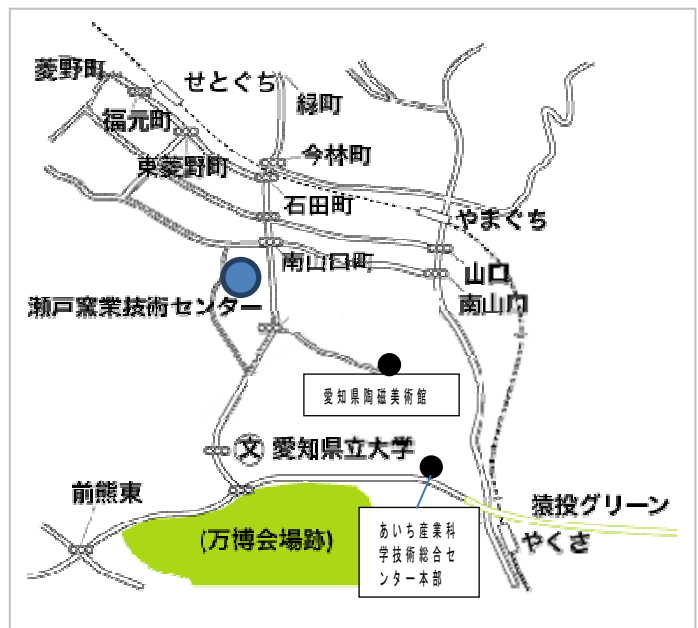 菱野町
せとぐち
緑町
福元町
今林町
東菱野町
石田町
やまぐち
南山口町
山口
瀬戸窯業技術センター
南山口
愛知県陶磁美術館
文 愛知県立大学
前熊東
猿投グリーン
(万博会場跡)
あいち産業科
学技術総合セ
ンター本部
やくさ